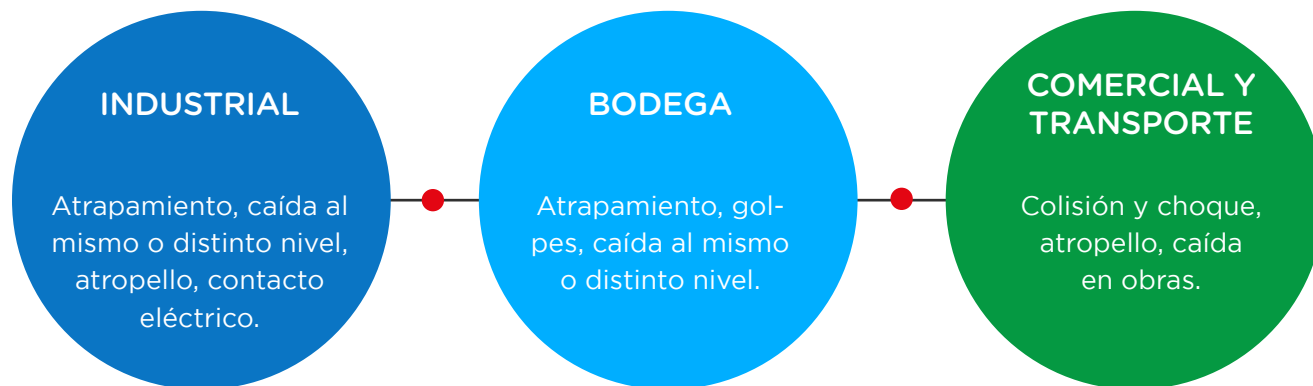 INDUSTRIAL
Atrapamiento, caída al
mismo o distinto nivel,
atropello, contacto
eléctrico.
BODEGA
Atrapamiento, gol-
pes, caída al mismo
o distinto nivel.
COMERCIAL Y
TRANSPORTE
Colisión y choque,
atropello, caída
en obras.